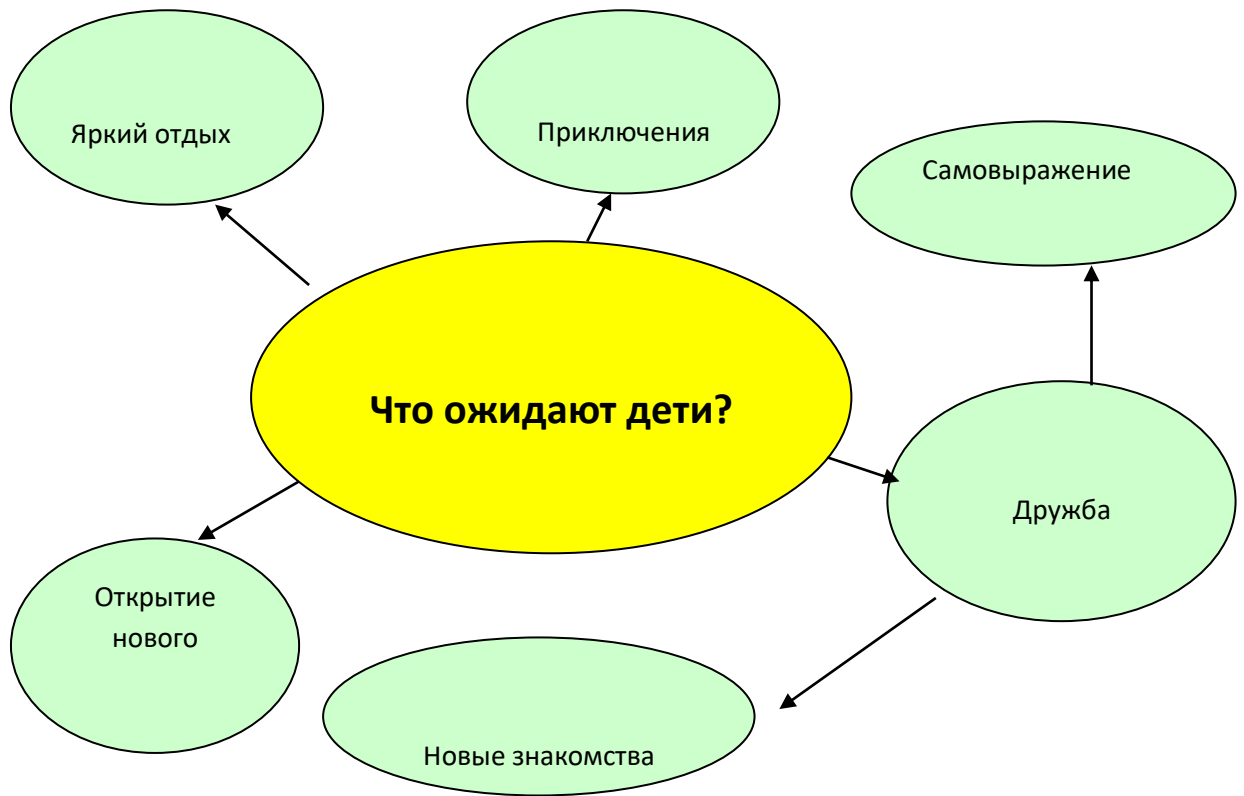 Яркий отдых
Приключения
Самовыражение
Что ожидают дети?
Дружба
Открытие
нового
Новые знакомства